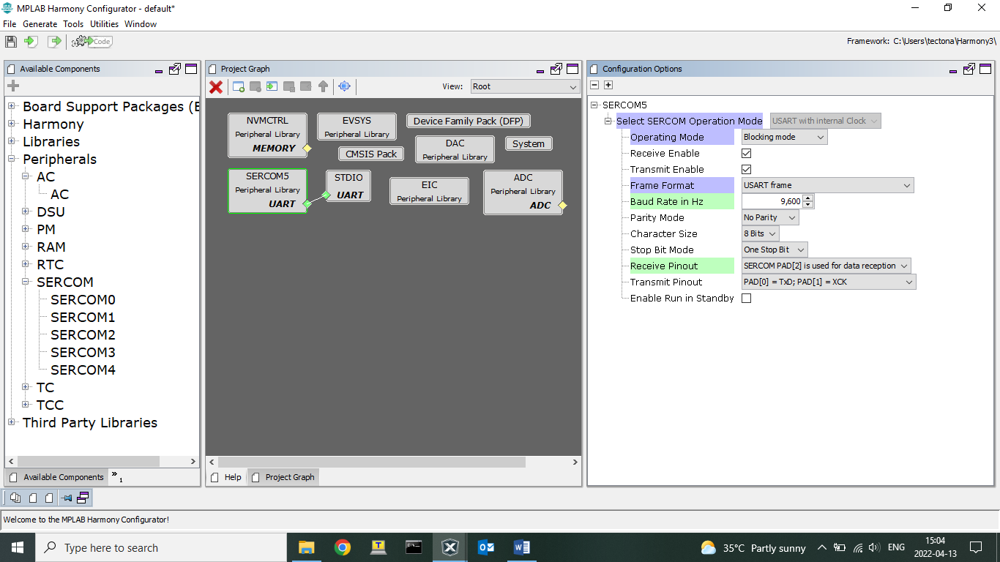 MPLAB Harmony Configurator - default*
File Generate Tools Utilities Window
Code
Framework: C:\Users\tectona\Harmony3\
Available Components
Board Support Packages (B
Harmony
Libraries
Peripherals
AC
AC
DSU
PM
RAM
RTC
SERCOM
SERCOM0
SERCOM1
SERCOM2
SERCOM3
SERCOM4
TC
TCC
Third Party Libraries
Available Components
» 1
Project Graph
View: Root
NVMCTRL
Peripheral Library
MEMORY
EVSYS
Peripheral Library
Device Family Pack (DFP)
CMSIS Pack
DAC
Peripheral Library
System
SERCOM5
Peripheral Library
UART
STDIO
UART
EIC
Peripheral Library
ADC
Peripheral Library
ADC
Help Project Graph
Configuration Options
SERCOM5
Select SERCOM Operation Mode USART with internal Clock
Operating Mode Blocking mode
Receive Enable
Transmit Enable
Frame Format USART frame
Baud Rate in Hz 9,600
Parity Mode No Parity
Character Size 8 Bits
Stop Bit Mode One Stop Bit
Receive Pinout SERCOM PAD[2] is used for data reception
Transmit Pinout PAD[0] = TxD; PAD[1] = XCK
Enable Run in Standby
Welcome to the MPLAB Harmony Configurator!
Type here to search
35°C Partly sunny
ENG
15:04
2022-04-13